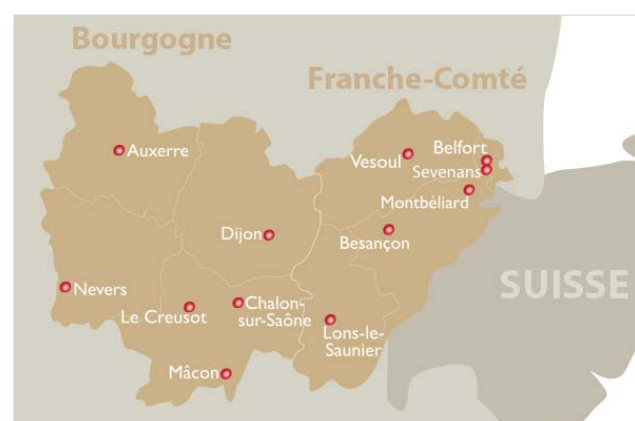 Bourgogne
Franche-Comté
Auxerre
Belfort
Vesoul
Sevenans
Montbéliard
Dijon
Besançon
Nevers
SUISSE
Le Creusot
Chalon-
sur-Saône
Lons-le-
Saunier
Mâcon